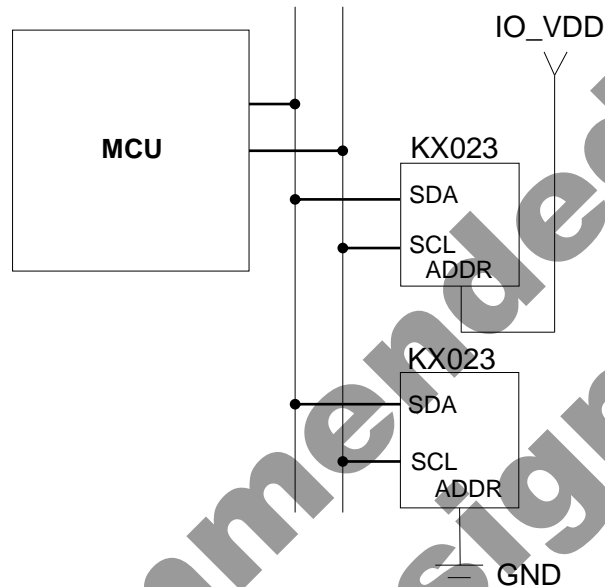 IO_VDD
MCU
KX023
SDA
SCL
ADDR
KX023
SDA
SCL
ADDR
GND